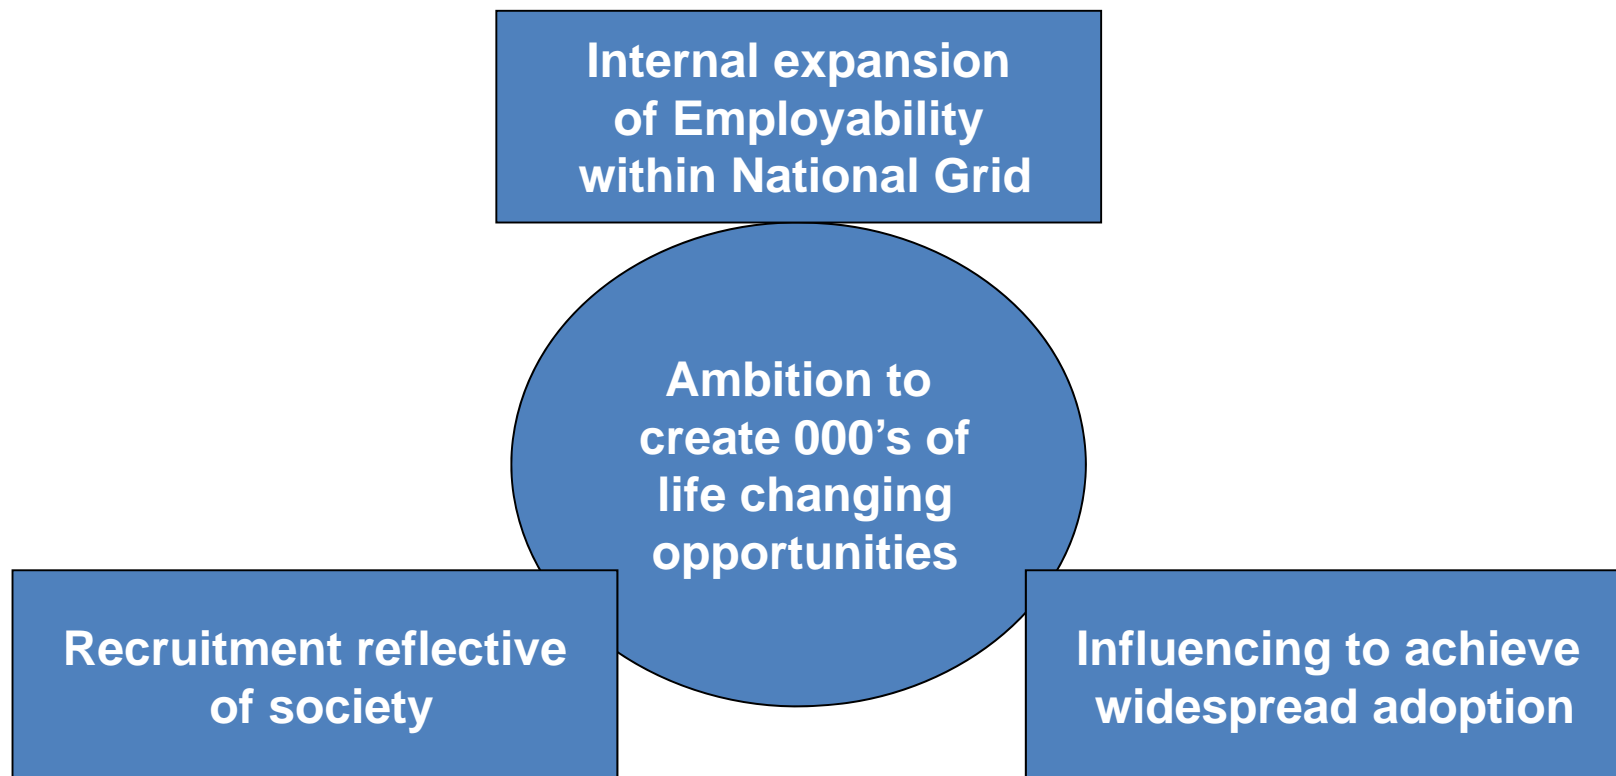 Internal expansion
of Employability
within National Grid
Ambition to
create 000’s of
life changing
opportunities
Recruitment reflective
of society
Influencing to achieve
widespread adoption